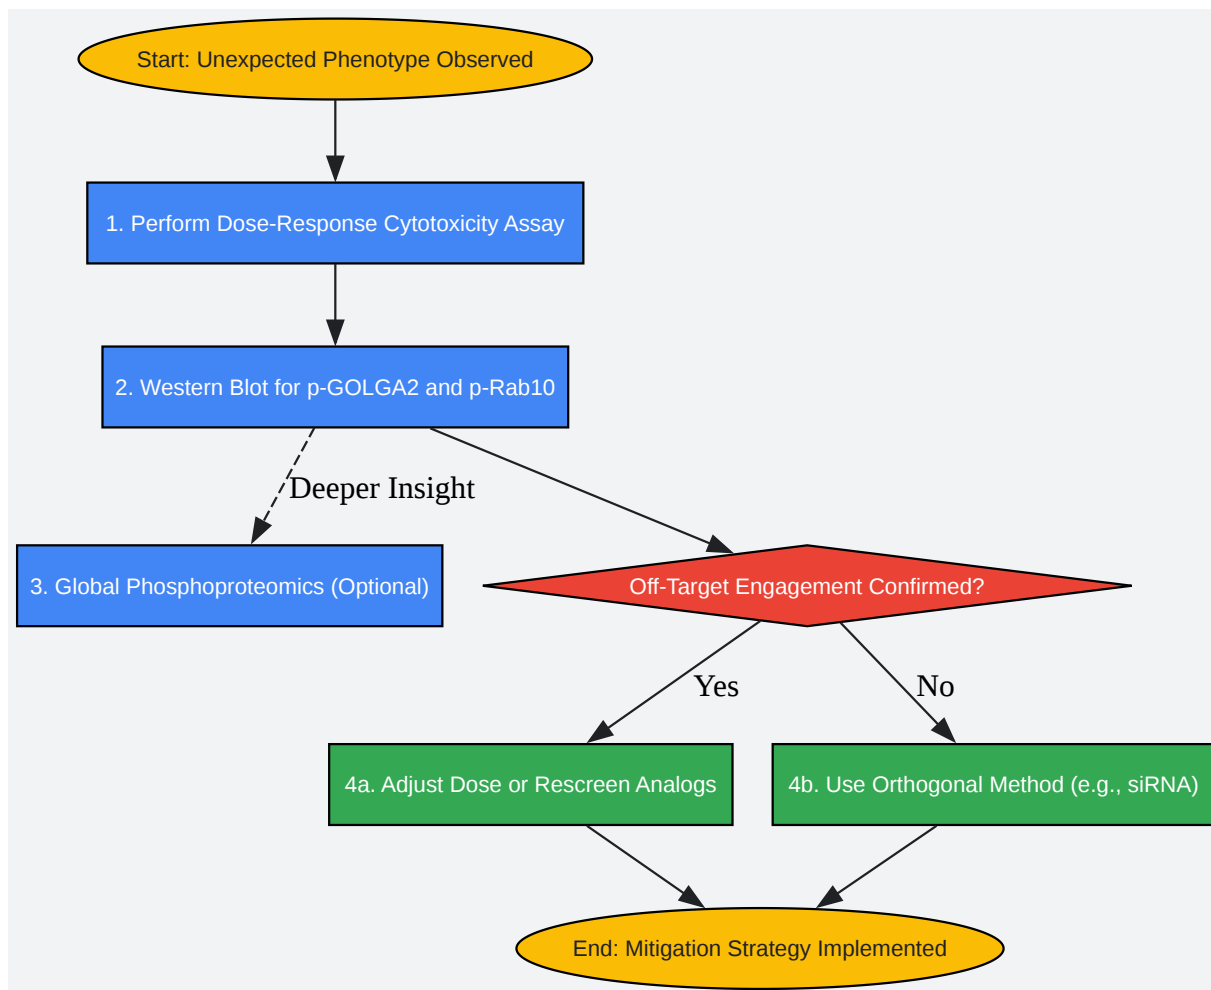 Start: Unexpected Phenotype Observed
1. Perform Dose-Response Cytotoxicity Assay
2. Western Blot for p-GOLGA2 and p-Rab10
Deeper Insight
3. Global Phosphoproteomics (Optional)
Off-Target Engagement Confirmed?
Yes
No
4a. Adjust Dose or Rescreen Analogs
4b. Use Orthogonal Method (e.g., siRNA)
End: Mitigation Strategy Implemented